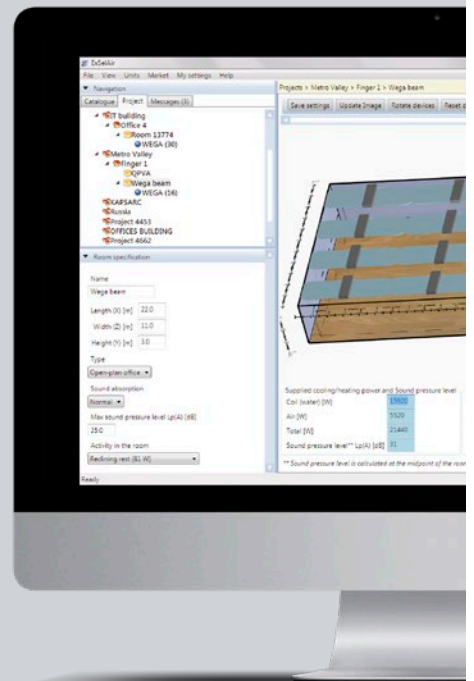 ExSelAir
File View Units Market My settings Help
Navigation
Catalogue Project Messages (3)
IT building
Office 4
Room 13774
WEGA (30)
Metro Valley
Finger 1
QPVA
Wega beam
WEGA (16)
KAPSARC
Russia
Project 4453
OFFICES BUILDING
Project 4662
Room specification
Name
Wega beam
Length (X) [m] 22.0
Width (Z) [m] 11.0
Height (Y) [m] 3.0
Type
Open-plan office
Sound absorption
Normal
Max sound pressure level Lp(A) [dB]
25.0
Activity in the room
Reclining rest (81 W)
Ready
Projects > Metro Valley > Finger 1 > Wega beam
Save settings Update Image Rotate devices Reset
Supplied cooling/heating power and Sound pressure level
Coil (water) [W]
Air [W] 5520
Total [W] 21440
Sound pressure level** Lp(A) [dB] 31
** Sound pressure level is calculated at the midpoint of the room